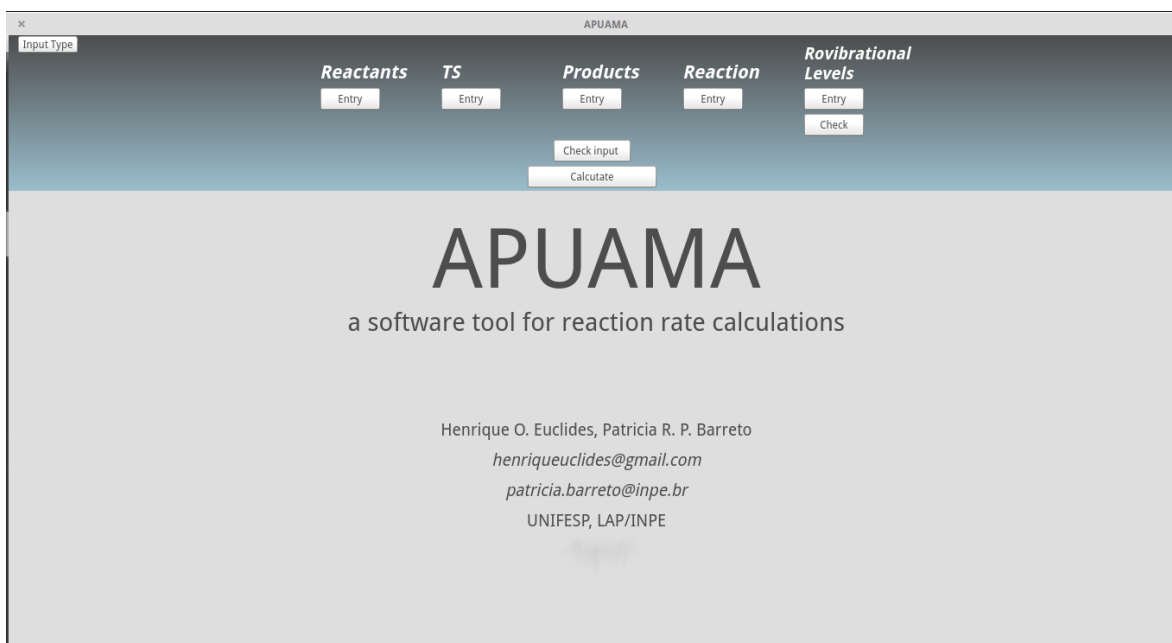 APUAMA
Input Type
Rovibrational
Reactants TS Products Reaction Levels
Entry Entry Entry Entry Entry
Check
Check input
Calcutate
APUAMA
a software tool for reaction rate calculations
Henrique O. Euclides, Patricia R. P. Barreto
henriqueuclides@gmail.com
patricia.barreto@inpe.br
UNIFESP, LAP/INPE